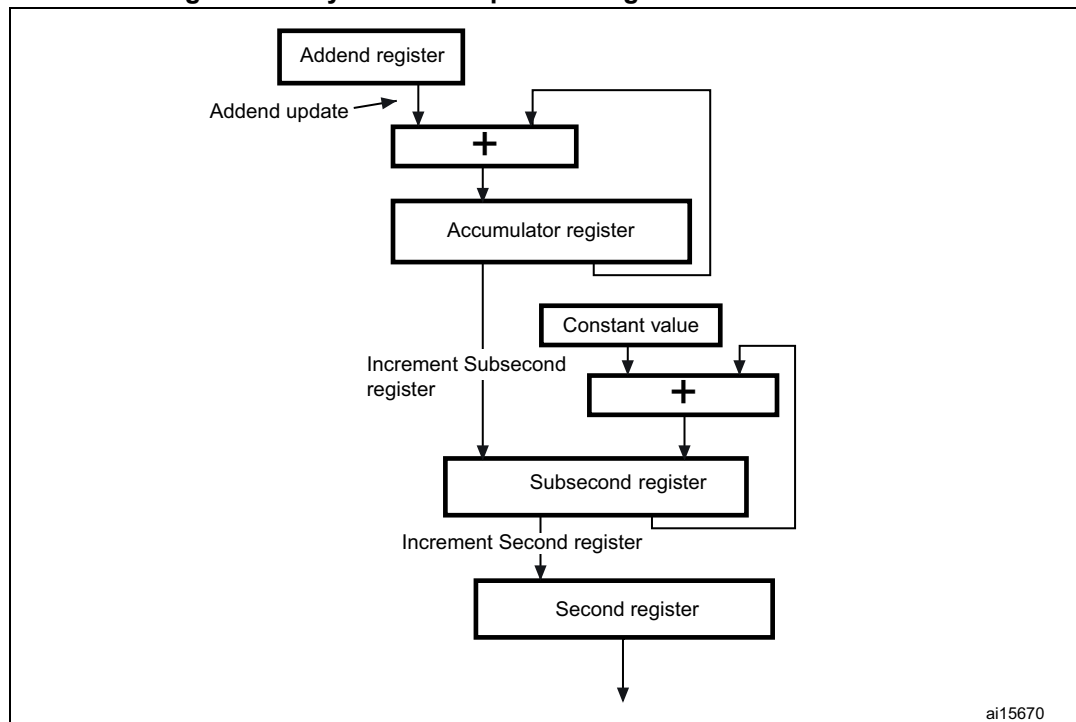 Addend register
Addend update
+
Accumulator register
Constant value
Increment Subsecond
register
+
Subsecond register
Increment Second register
Second register
ai15670